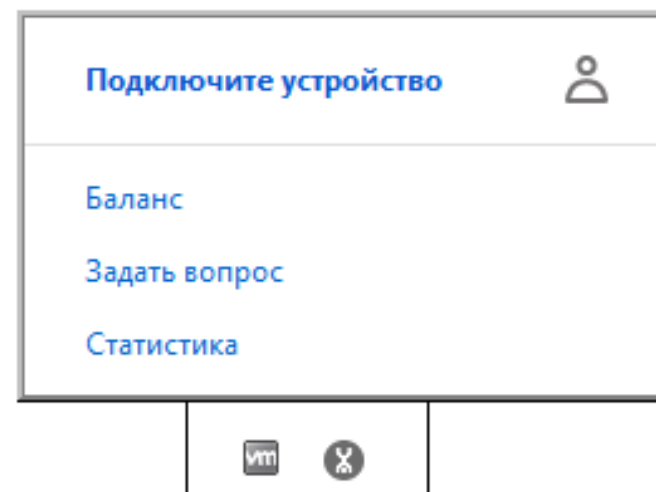 Подключите устройство
Баланс
Задать вопрос
Статистика
vm